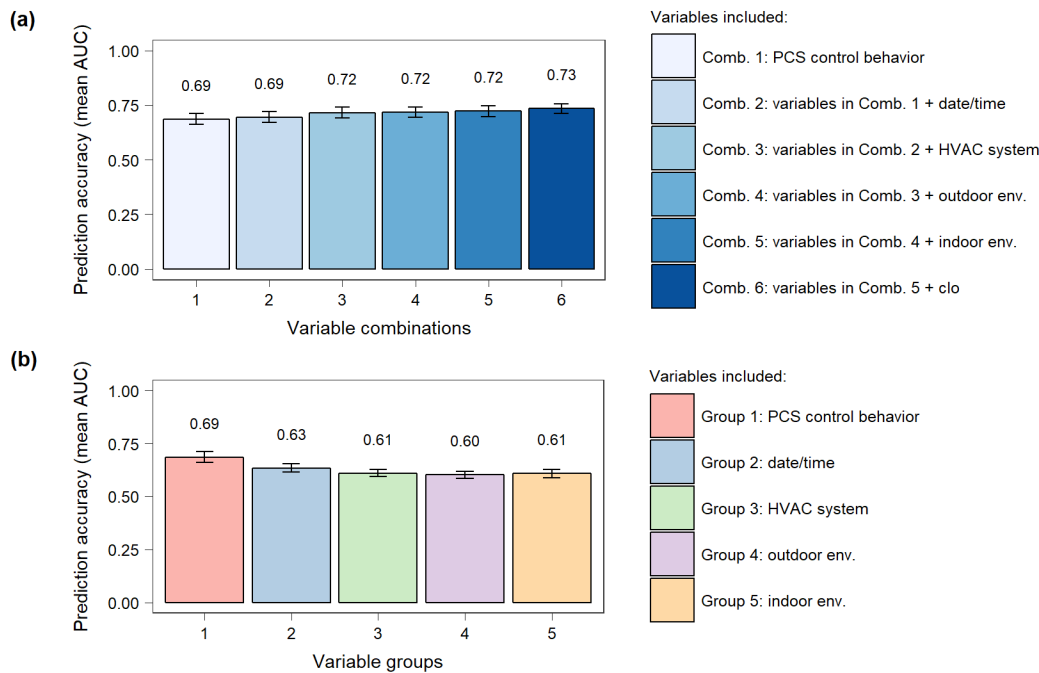 (a)
Prediction accuracy (mean AUC)
1.00
0.75
0.50
0.25
0.00
0.69
0.69
0.72
0.72
0.72
0.73
1
2
3
4
5
6
Variable combinations
Variables included:
Comb. 1: PCS control behavior
Comb. 2: variables in Comb. 1 + date/time
Comb. 3: variables in Comb. 2 + HVAC system
Comb. 4: variables in Comb. 3 + outdoor env.
Comb. 5: variables in Comb. 4 + indoor env.
Comb. 6: variables in Comb. 5 + clo
(b)
Prediction accuracy (mean AUC)
1.00
0.75
0.50
0.25
0.00
0.69
0.63
0.61
0.60
0.61
1
2
3
4
5
Variable groups
Variables included:
Group 1: PCS control behavior
Group 2: date/time
Group 3: HVAC system
Group 4: outdoor env.
Group 5: indoor env.